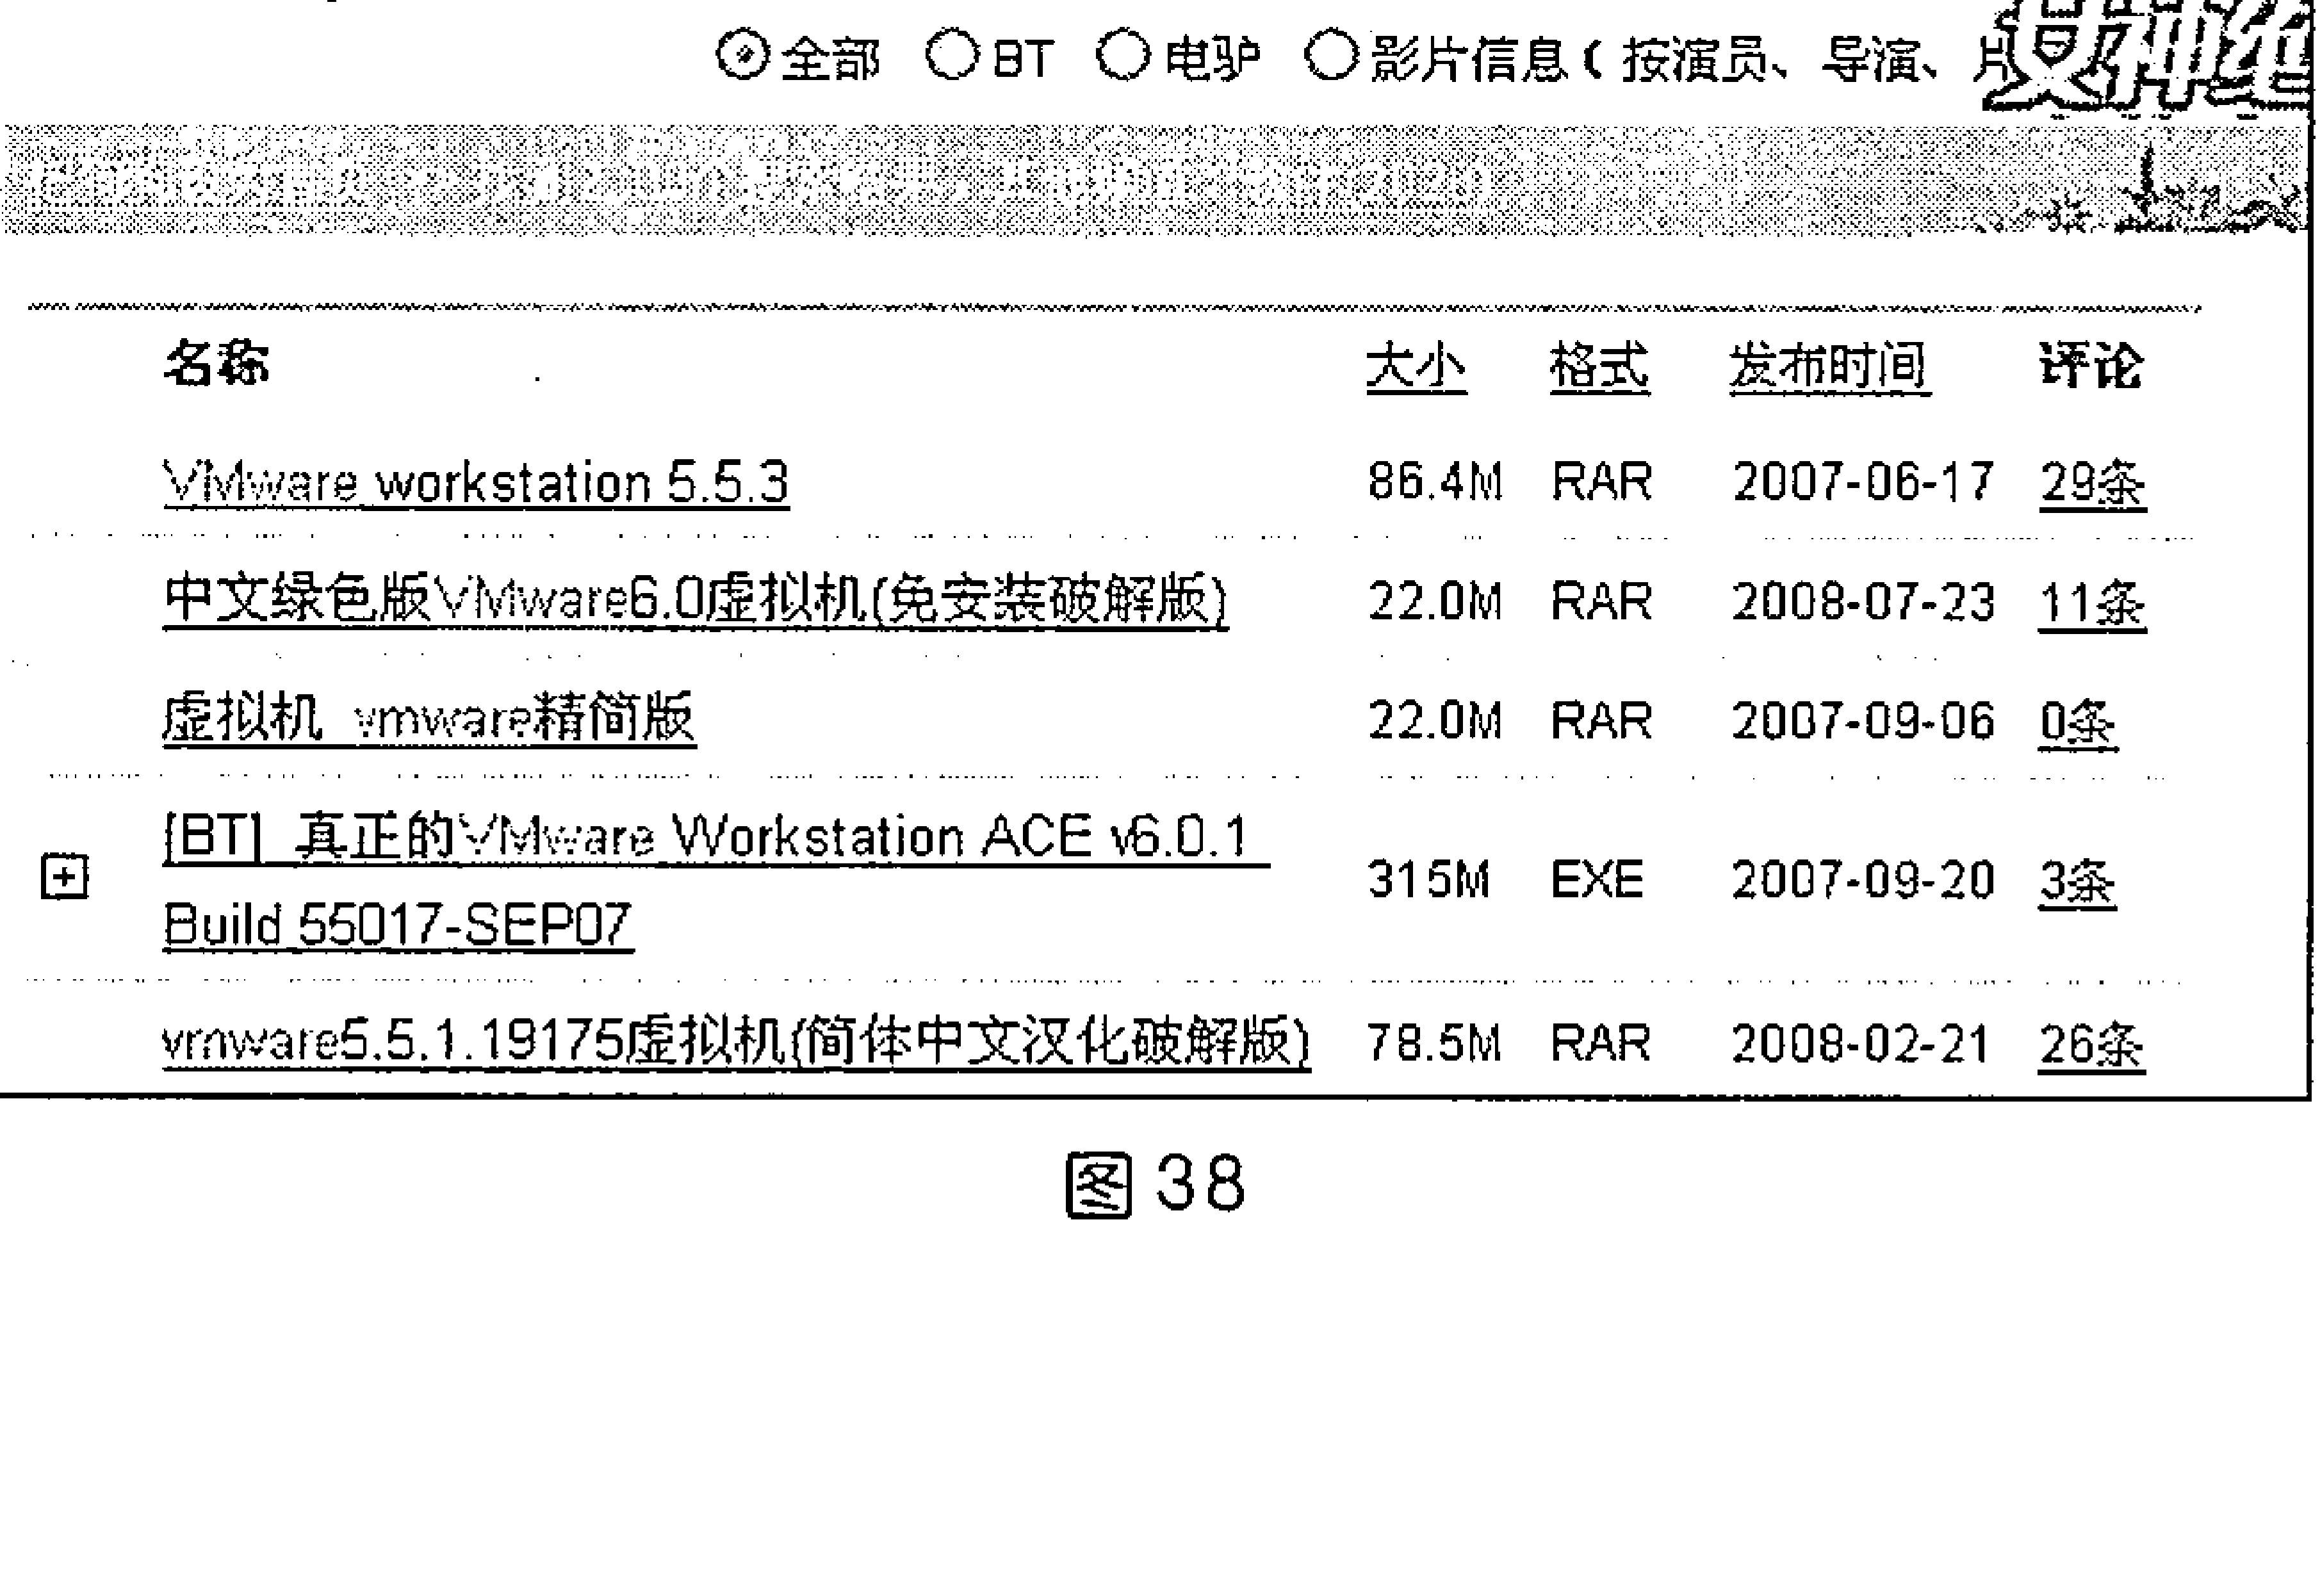 全部 BT 电驴 影片信息( 按演员、导演、片
名称 大小 格式 发布时间 评论
VMware workstation 5.5.3 86.4M RAR 2007-06-17 29条
中文绿色版VMware6.0虚拟机(免安装破解版) 22.0M RAR 2008-07-23 11条
虚拟机 vmware精简版 22.0M RAR 2007-09-06 0条
[BT] 真正的VMware Workstation ACE v6.0.1
Build 55017-SEP07 315M EXE 2007-09-20 3条
vmware5.5.1.19175虚拟机(简体中文汉化破解版) 78.5M RAR 2008-02-21 26条
图 38